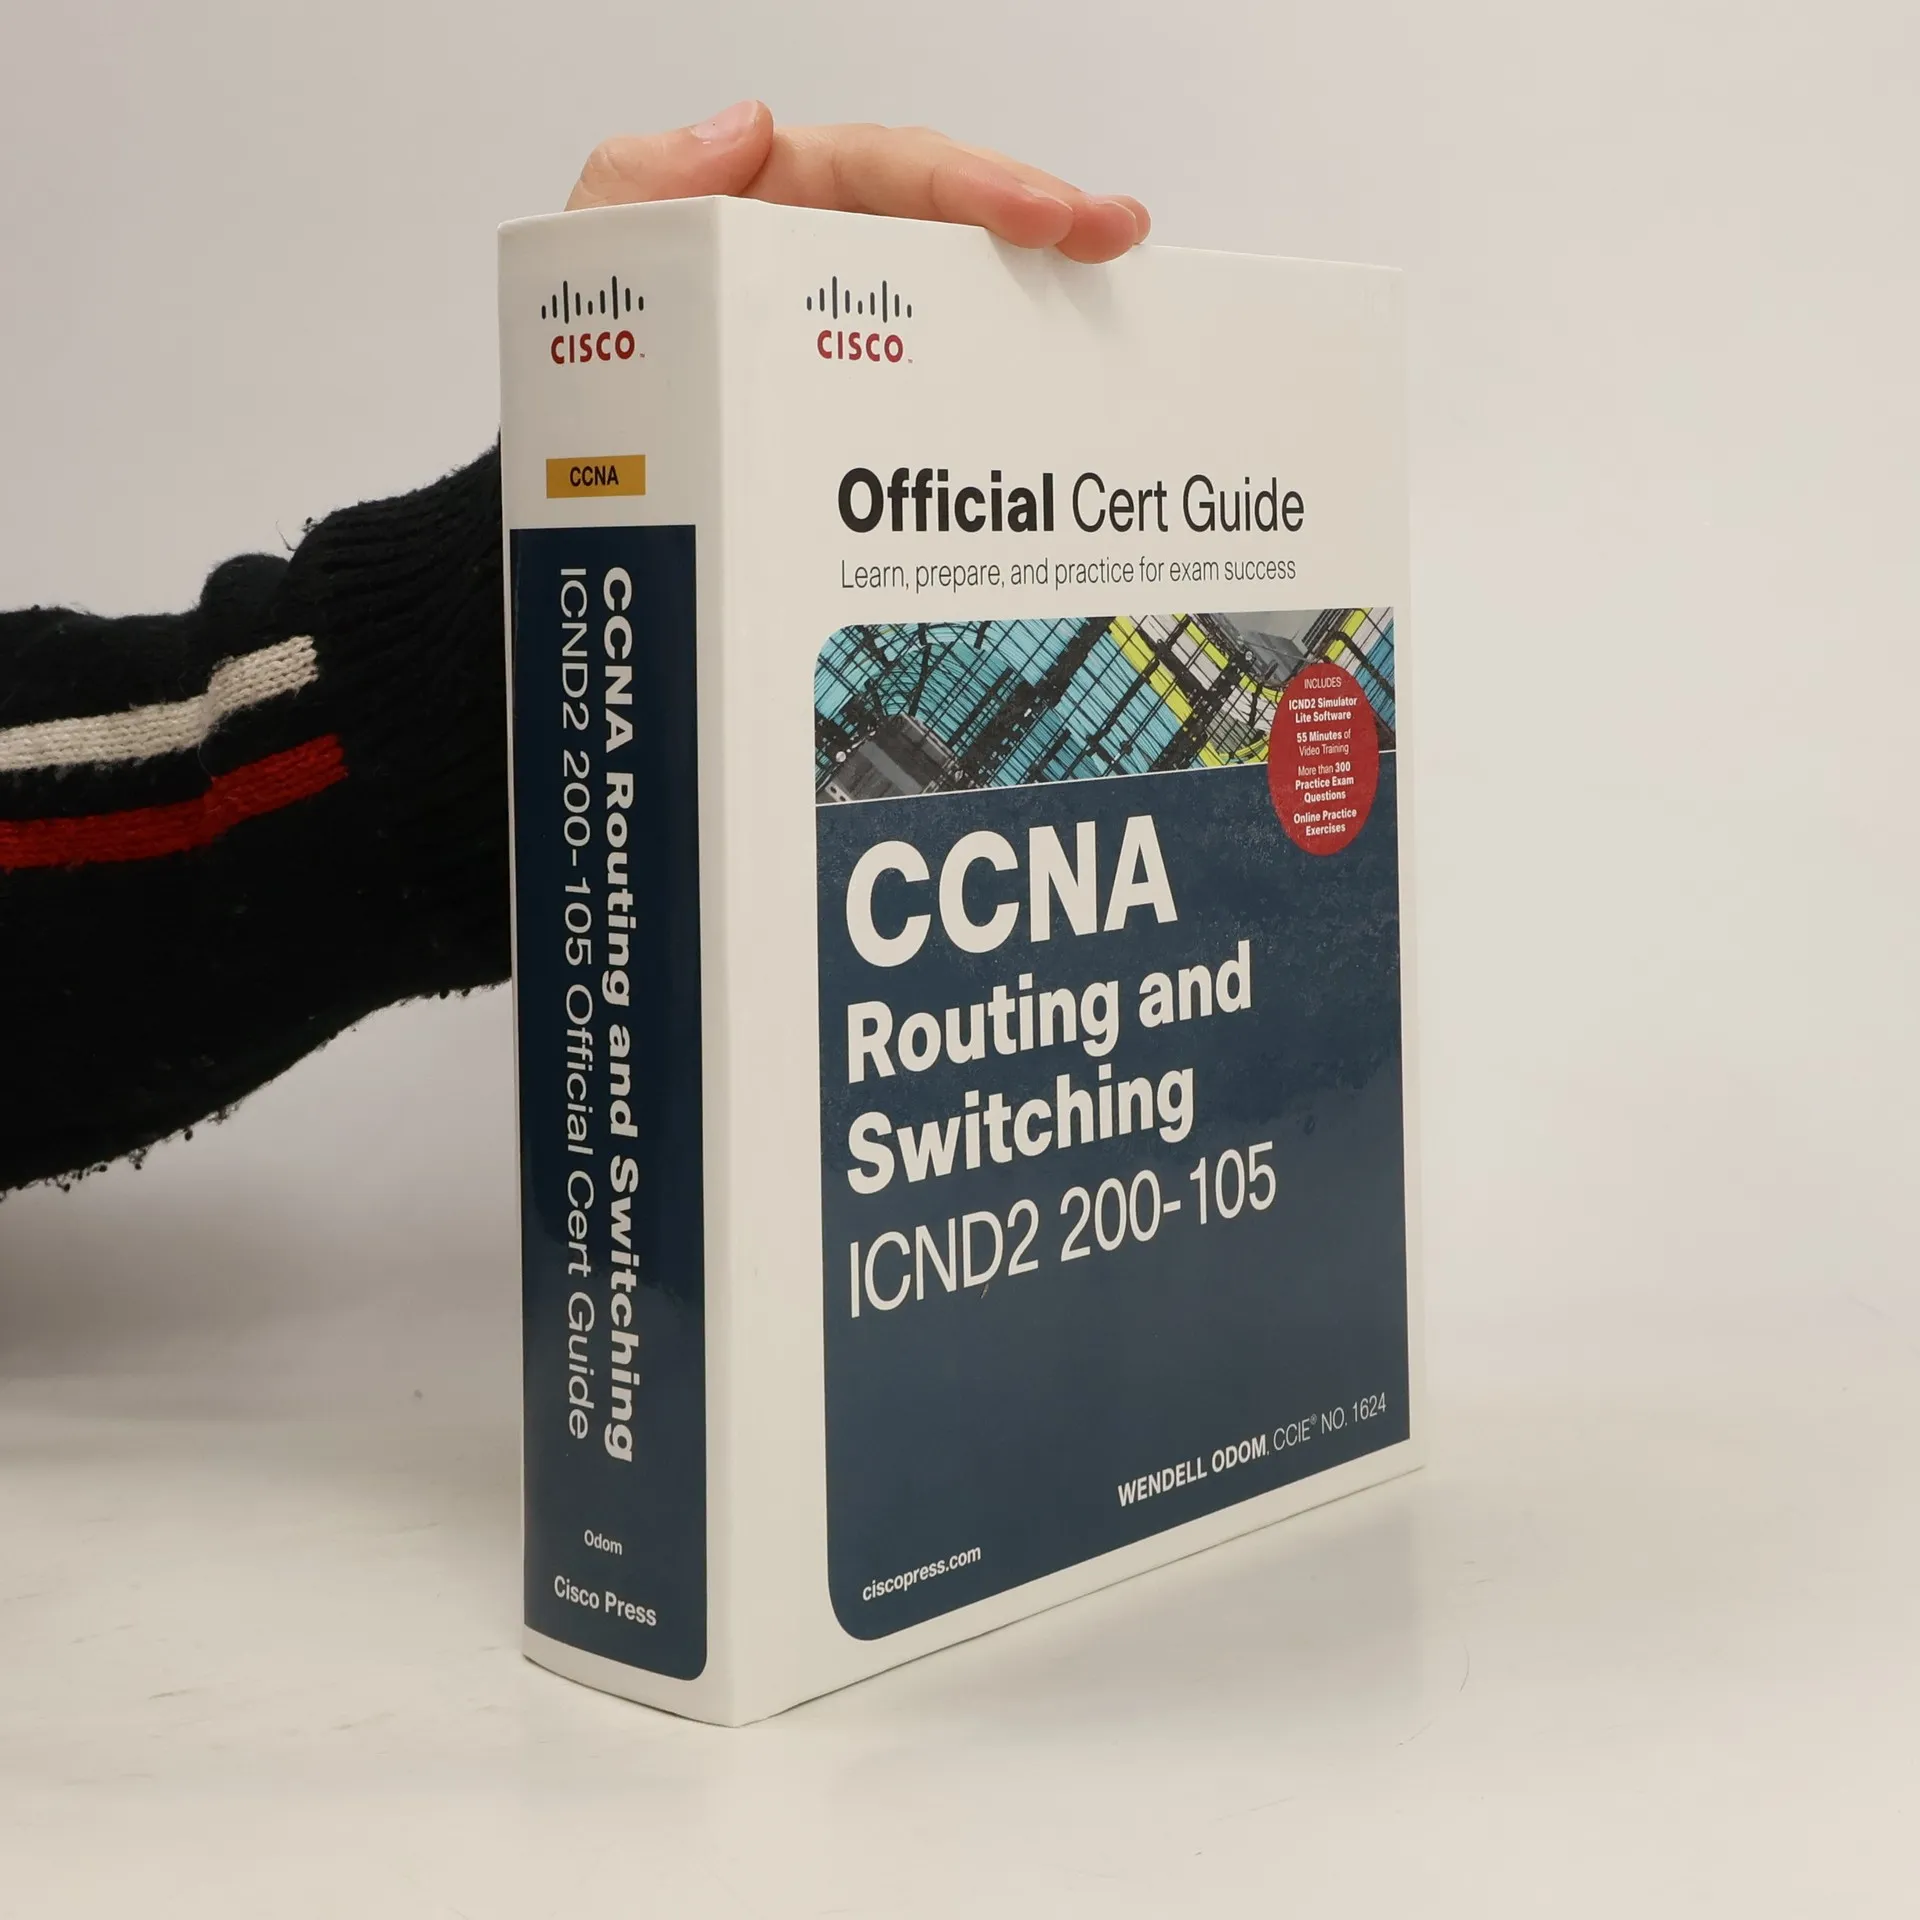 CISCO™
CCNA
CCNA Routing and Switching
ICND2 200-105 Official Cert Guide
Odom
Cisco Press
CISCO™
Official Cert Guide
Learn, prepare, and practice for exam success
INCLUDES
ICND2 Simulator
Lite Software
55 Minutes of
Video Training
More than 300
Practice Exam
Questions
Online Practice
Exercises
CCNA
Routing and
Switching
ICND2 200-105
WENDELL ODOM, CCIE® NO. 1624
ciscopress.com